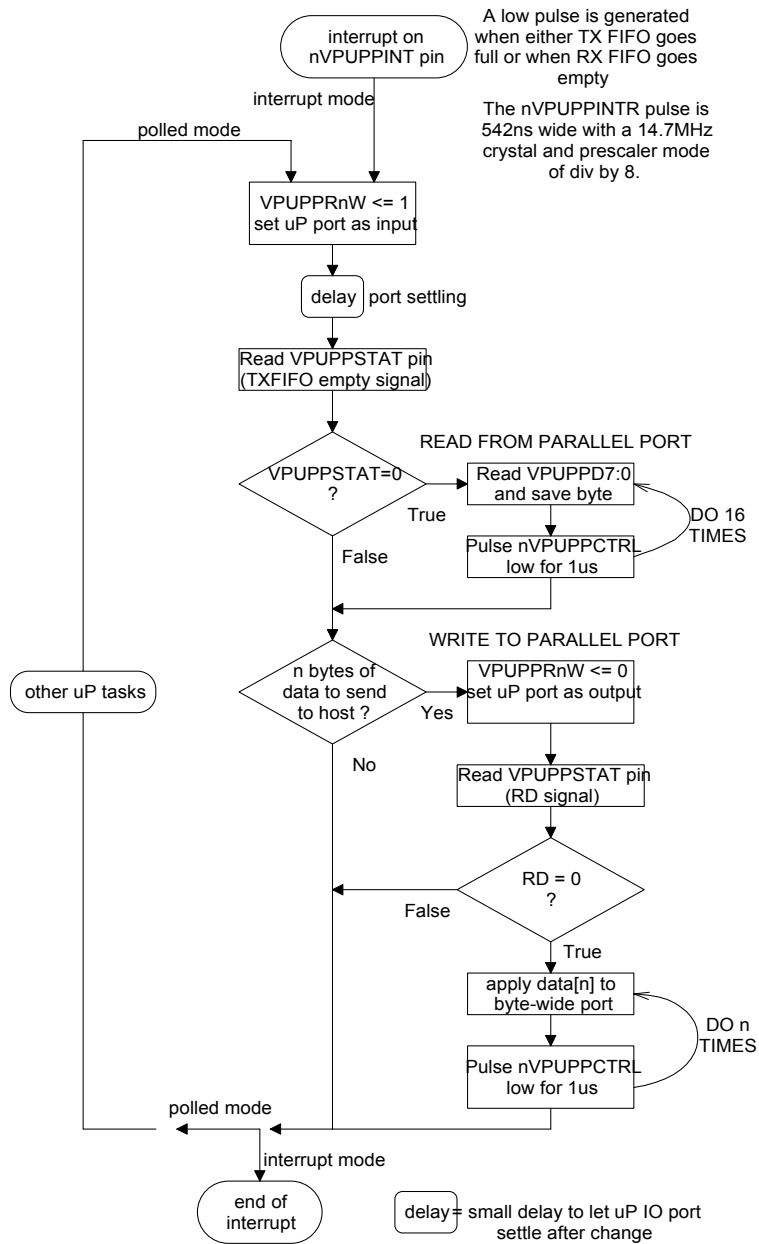 interrupt on
nVPUPPINT pin
A low pulse is generated
when either TX FIFO goes
full or when RX FIFO goes
empty
The nVPUPPINTR pulse is
542ns wide with a 14.7MHz
crystal and prescaler mode
of div by 8.
interrupt mode
polled mode
VPUPPRnW <= 1
set uP port as input
delay
port settling
Read VPUPPSTAT pin
(TXFIFO empty signal)
VPUPPSTAT=0
?
True
False
READ FROM PARALLEL PORT
Read VPUPPD7:0
and save byte
Pulse nVPUPPCTRL
low for 1us
DO 16
TIMES
other uP tasks
n bytes of
data to send
to host ?
Yes
No
WRITE TO PARALLEL PORT
VPUPPRnW <= 0
set uP port as output
Read VPUPPSTAT pin
(RD signal)
RD = 0
?
False
True
apply data[n] to
byte-wide port
Pulse nVPUPPCTRL
low for 1us
DO n
TIMES
polled mode
interrupt mode
end of
interrupt
delay = small delay to let uP IO port
settle after change